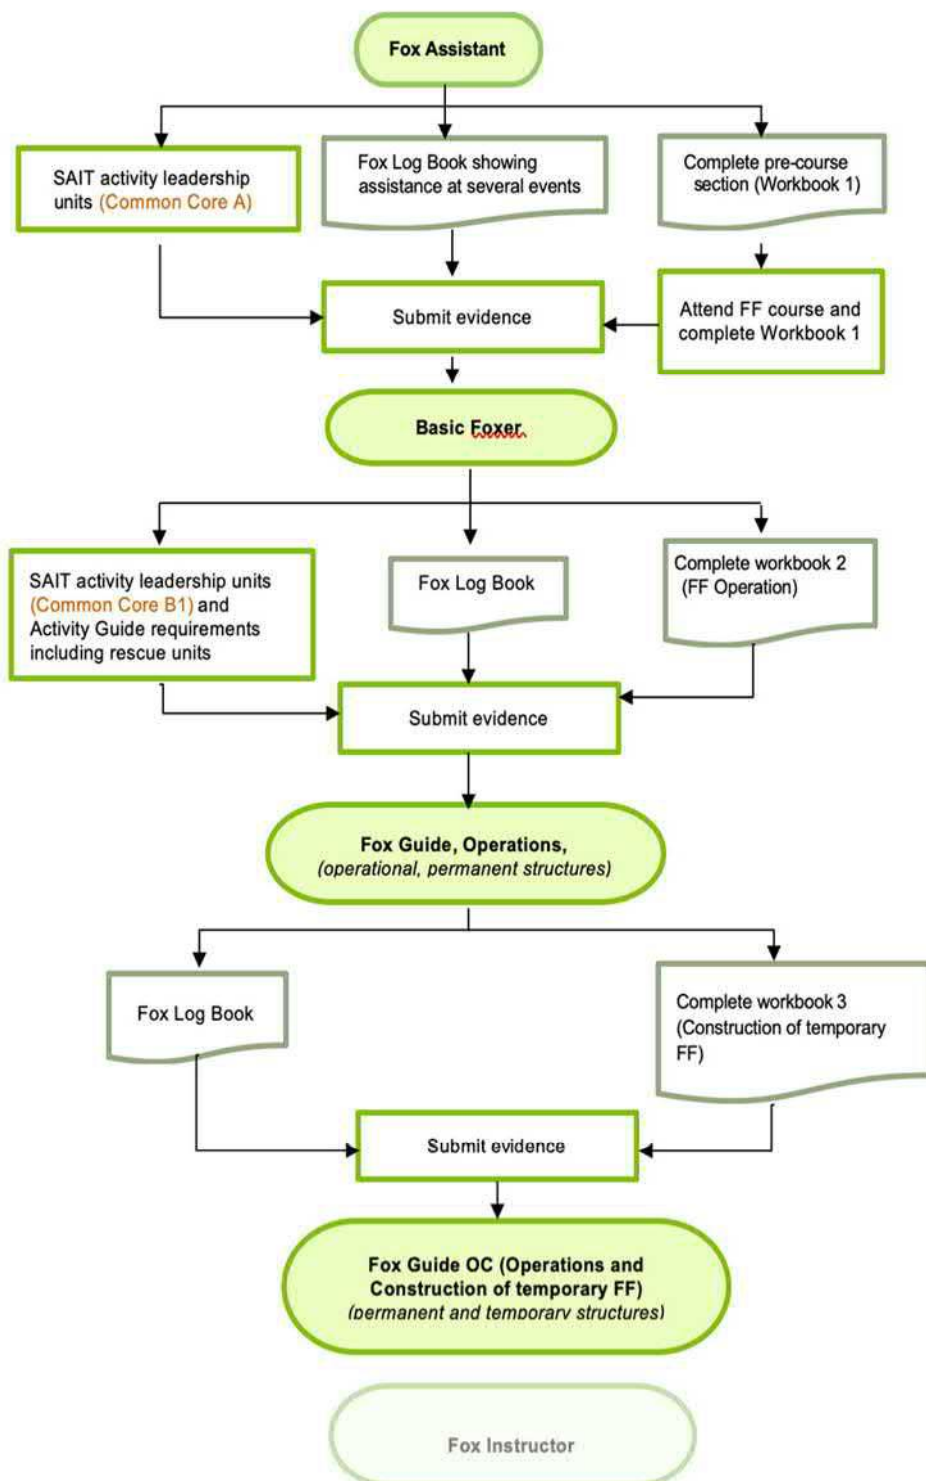 Fox Assistant
SAIT activity leadership
units (Common Core A)
Fox Log Book showing
assistance at several events
Complete pre-course
section (Workbook 1)
Submit evidence
Attend FF course and
complete Workbook 1
Basic Foxer
SAIT activity leadership units
(Common Core B1) and
Activity Guide requirements
including rescue units
Fox Log Book
Complete workbook 2
(FF Operation)
Submit evidence
Fox Guide, Operations,
(operational, permanent structures)
Fox Log Book
Complete workbook 3
(Construction of temporary
FF)
Submit evidence
Fox Guide OC (Operations and
Construction of temporary FF)
(permanent and temporary structures)
Fox Instructor